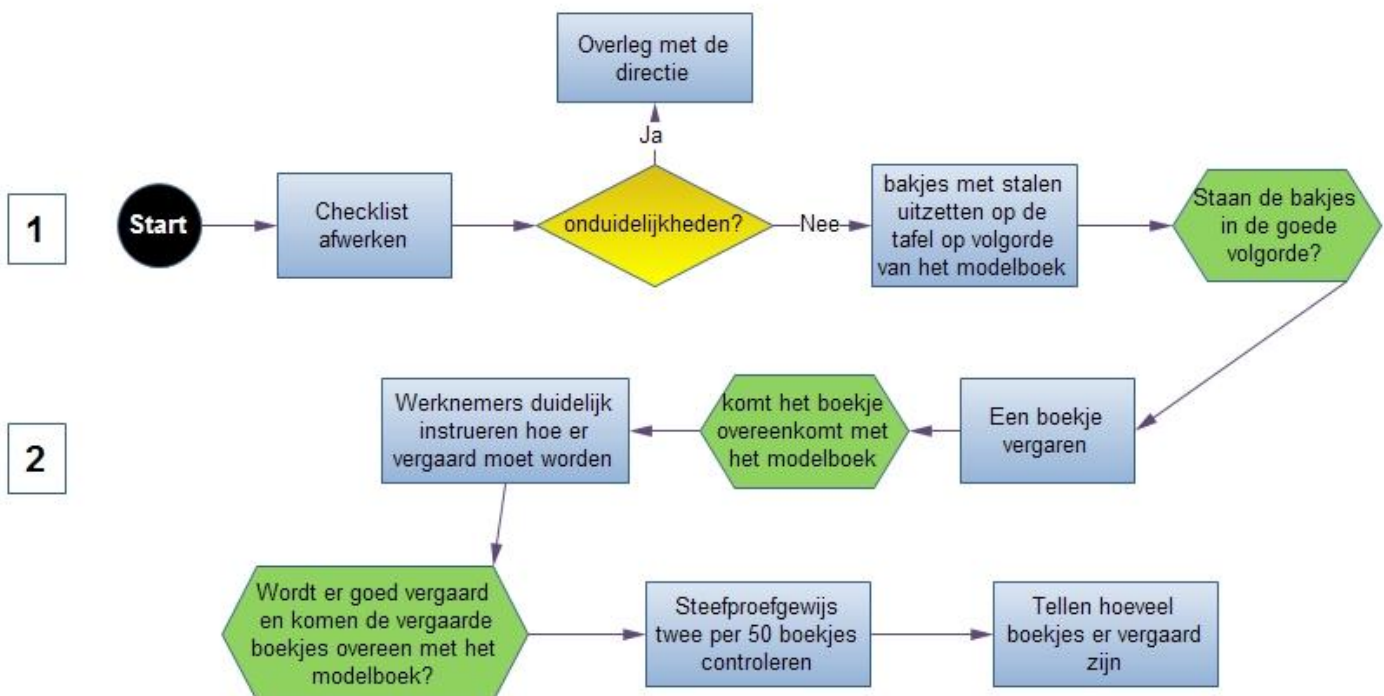 Overleg met de
directie
Ja
1
Start
Checklist
afwerken
onduidelijkheden?
Nee
bakjes met stalen
uitzetten op de
tafel op volgorde
van het modelboek
Staan de bakjes
in de goede
volgorde?
2
Werknemers duidelijk
instrueren hoe er
vergaard moet worden
komt het boekje
overeenkomt met
het modelboek
Een boekje
vergaren
Wordt er goed vergaard
en komen de vergaarde
boekjes overeen met het
modelboek?
Steefproefgewijs
twee per 50 boekjes
controleren
Tellen hoeveel
boekjes er vergaard
zijn